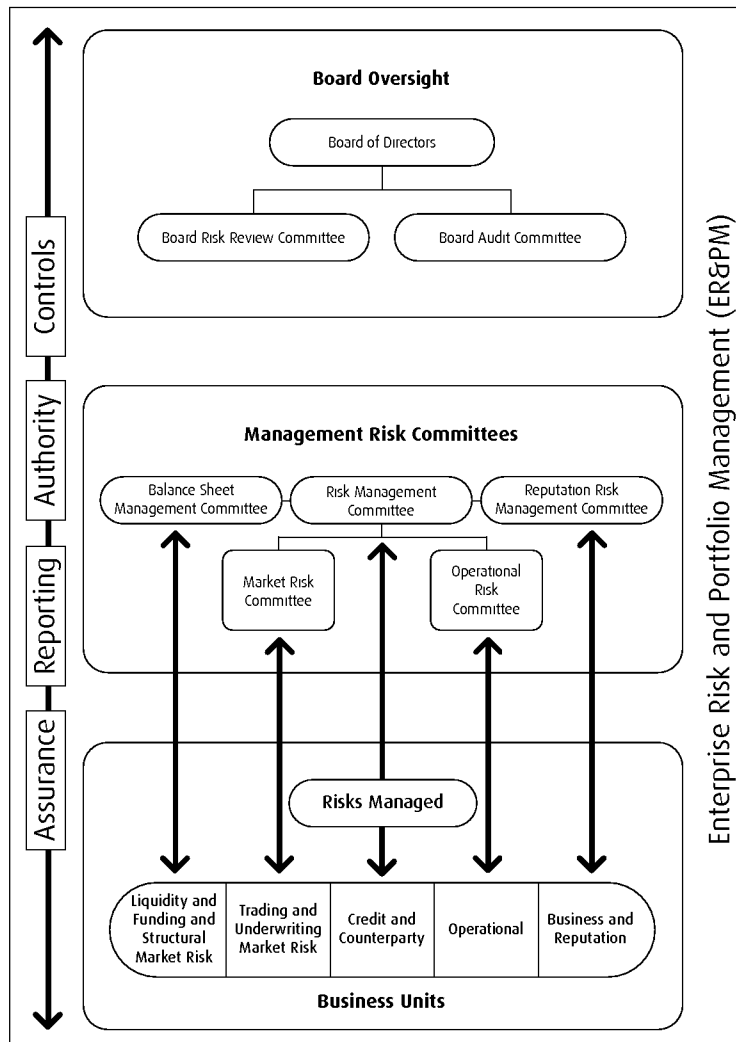 Board Oversight
Board of Directors
Board Risk Review Committee
Board Audit Committee
Controls
Authority
Reporting
Assurance
Management Risk Committees
Balance Sheet
Management Committee
Risk Management
Committee
Reputation Risk
Management Committee
Market Risk
Committee
Operational
Risk
Committee
Risks Managed
Liquidity and
Funding and
Structural
Market Risk
Trading and
Underwriting
Market Risk
Credit and
Counterparty
Operational
Business and
Reputation
Business Units
Enterprise Risk and Portfolio Management (ER&PM)